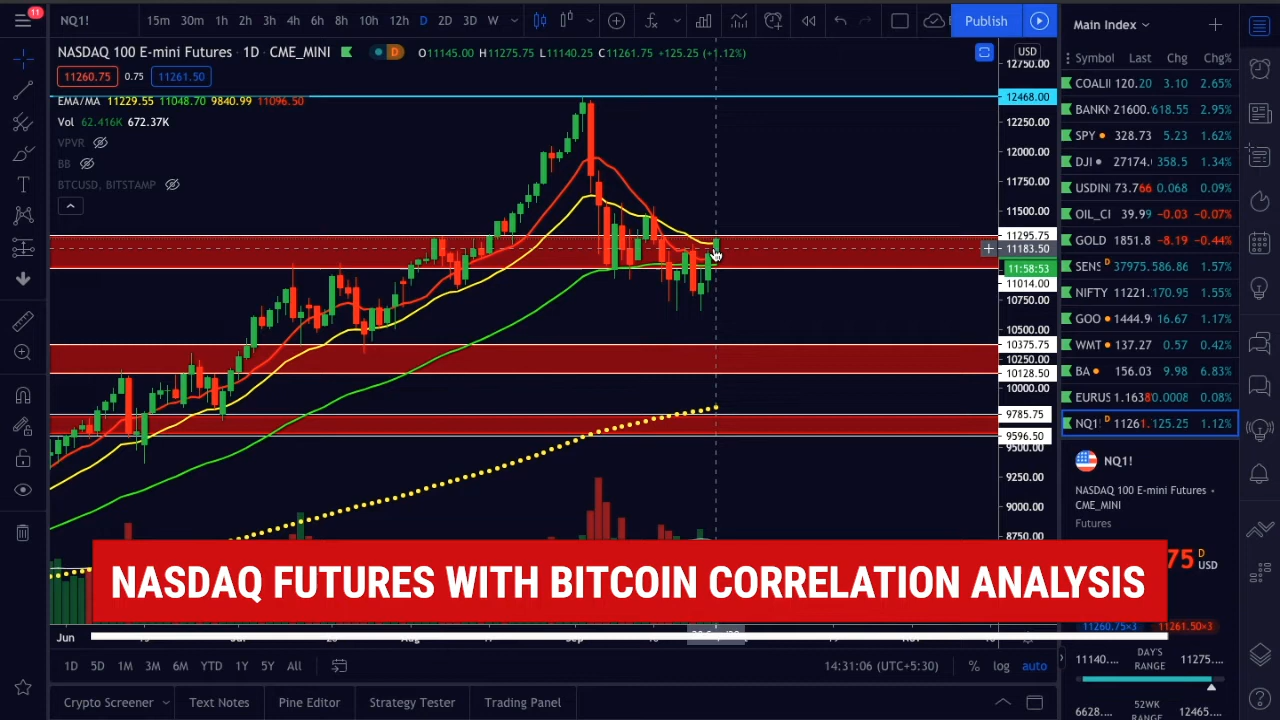 11
NQ1!
15m 30m 1h 2h 3h 4h 6h 8h 10h 12h D 2D 3D W
Publish
Main Index
NASDAQ 100 E-mini Futures · 1D · CME_MINI D O11145.00 H11275.75 L11140.25 C11261.75 +125.25 (+1.12%)
USD
Symbol Last Chg Chg%
11260.75 0.75 11261.50
EMA/MA 11229.55 11048.70 9840.99 11096.50
Vol 62.416K 672.37K
VPVR
BB
BTCUSD, BITSTAMP
12750.00
12468.00
12250.00
12000.00
11750.00
11500.00
11295.75
11183.50
11:58:53
11014.00
10750.00
10500.00
10375.75
10250.00
10128.50
10000.00
9785.75
9596.50
9500.00
9250.00
9000.00
8750.00
COALI 120.20 3.10 2.65%
BANKN 21600. 618.55 2.95%
SPY 328.73 5.23 1.62%
DJI 27174. 358.5 1.34%
USDIN 73.766 0.068 0.09%
OIL_C 39.99 -0.03 -0.07%
GOLD 1851.8 -8.19 -0.44%
SENS D 37975. 586.86 1.57%
NIFTY 11221. 170.95 1.55%
GOO 1444.9 16.67 1.17%
WMT 137.27 0.57 0.42%
BA 156.03 9.98 6.83%
EURUS 1.1638 0.0008 0.08%
NQ1! D 11261. 125.25 1.12%
NQ1!
NASDAQ 100 E-mini Futures ·
CME_MINI
Futures
75 D
USD
NASDAQ FUTURES WITH BITCOIN CORRELATION ANALYSIS
11260.75×3 11261.50×3
Jun Aug
1D 5D 1M 3M 6M YTD 1Y 5Y All
14:31:06 (UTC+5:30) % log auto
11140.... DAY'S RANGE 11275....
Crypto Screener Text Notes Pine Editor Strategy Tester Trading Panel
6628.... 52WK RANGE 12465....